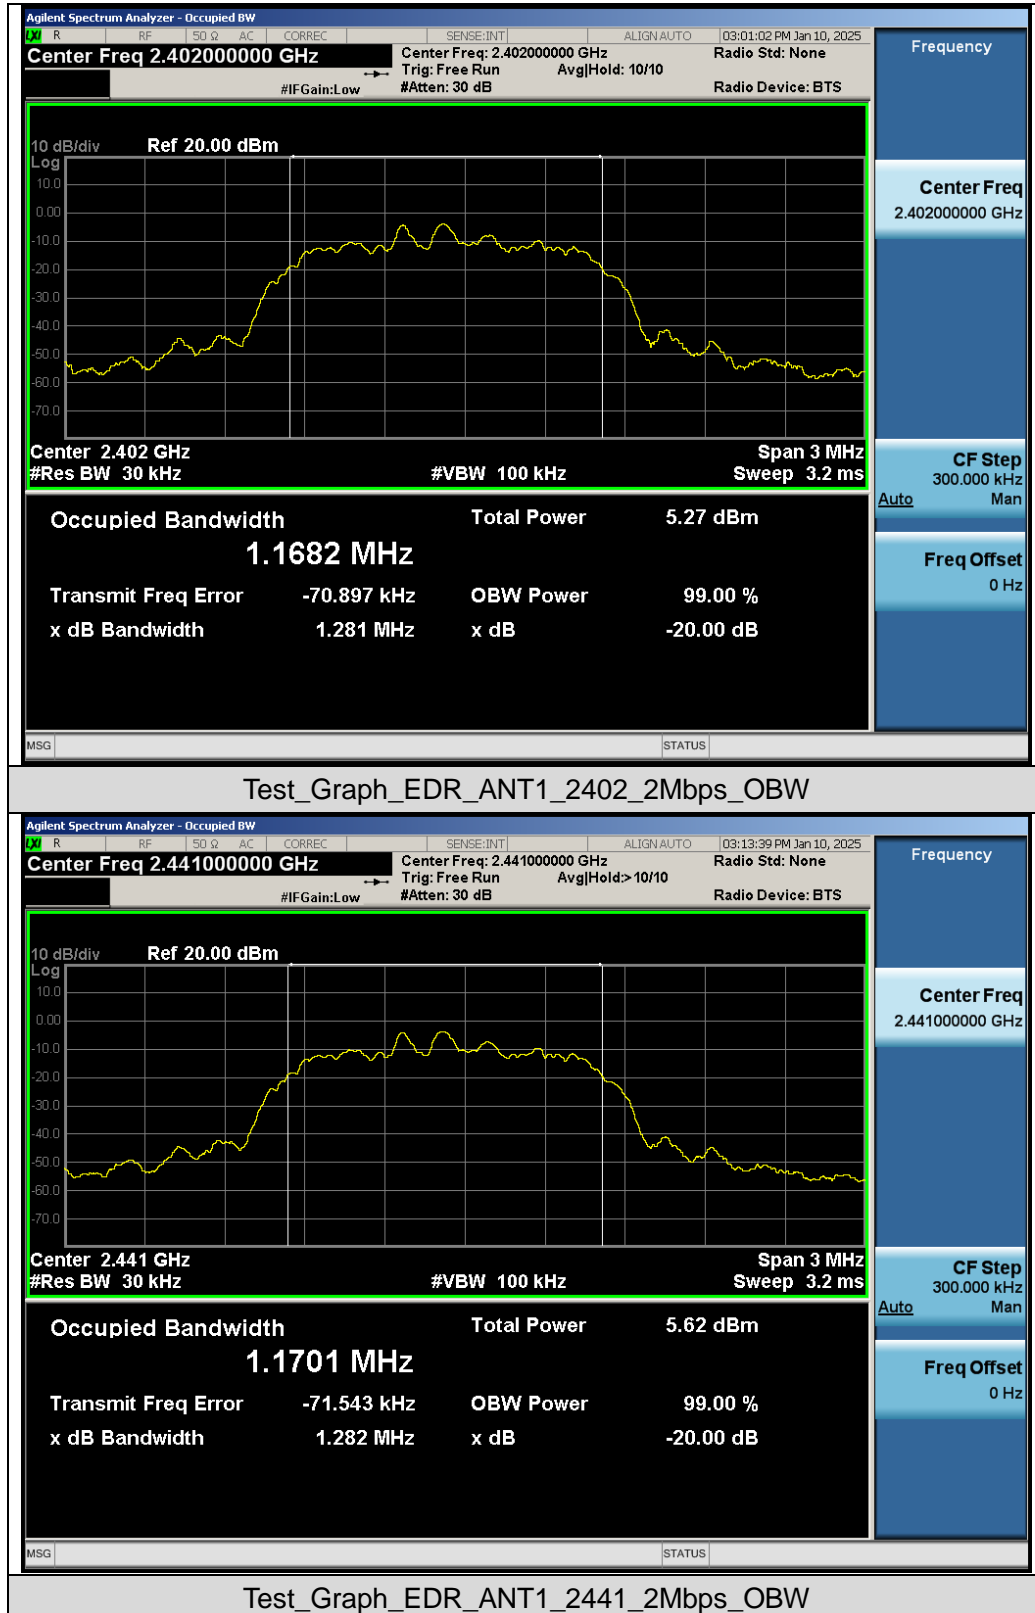 Agilent Spectrum Analyzer - Occupied BW
LXI R RF 50 Ω AC CORREC SENSE:INT ALIGN AUTO 03:01:02 PM Jan 10, 2025
Center Freq 2.402000000 GHz Center Freq: 2.402000000 GHz Radio Std: None
Trig: Free Run Avg|Hold: 10/10
#IFGain:Low #Atten: 30 dB Radio Device: BTS
Frequency
10 dB/div Ref 20.00 dBm
Log
10.0
0.00
-10.0
-20.0
-30.0
-40.0
-50.0
-60.0
-70.0
Center 2.402 GHz Span 3 MHz
#Res BW 30 kHz #VBW 100 kHz Sweep 3.2 ms
Center Freq
2.402000000 GHz
CF Step
300.000 kHz
Auto Man
Freq Offset
0 Hz
Occupied Bandwidth Total Power 5.27 dBm
1.1682 MHz
Transmit Freq Error -70.897 kHz OBW Power 99.00 %
x dB Bandwidth 1.281 MHz x dB -20.00 dB
MSG STATUS
Test_Graph_EDR_ANT1_2402_2Mbps_OBW
Agilent Spectrum Analyzer - Occupied BW
LXI R RF 50 Ω AC CORREC SENSE:INT ALIGN AUTO 03:13:39 PM Jan 10, 2025
Center Freq 2.441000000 GHz Center Freq: 2.441000000 GHz Radio Std: None
Trig: Free Run Avg|Hold:>10/10
#IFGain:Low #Atten: 30 dB Radio Device: BTS
Frequency
10 dB/div Ref 20.00 dBm
Log
10.0
0.00
-10.0
-20.0
-30.0
-40.0
-50.0
-60.0
-70.0
Center 2.441 GHz Span 3 MHz
#Res BW 30 kHz #VBW 100 kHz Sweep 3.2 ms
Center Freq
2.441000000 GHz
CF Step
300.000 kHz
Auto Man
Freq Offset
0 Hz
Occupied Bandwidth Total Power 5.62 dBm
1.1701 MHz
Transmit Freq Error -71.543 kHz OBW Power 99.00 %
x dB Bandwidth 1.282 MHz x dB -20.00 dB
MSG STATUS
Test_Graph_EDR_ANT1_2441_2Mbps_OBW